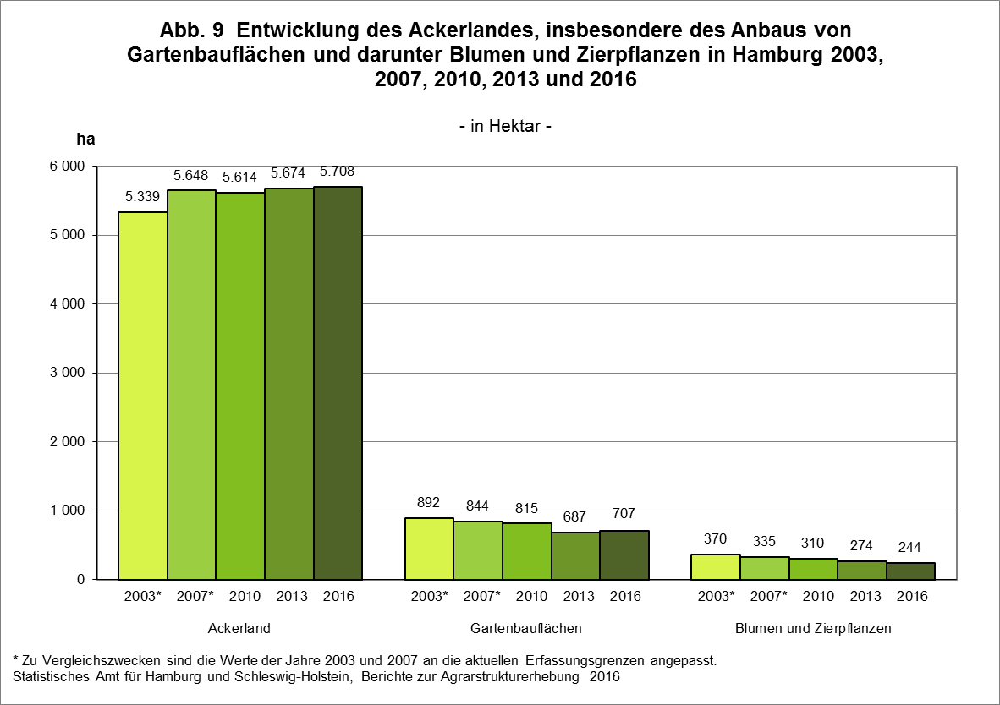 Abb. 9  Entwicklung des Ackerlandes, insbesondere des Anbaus von
Gartenbauflächen und darunter Blumen und Zierpflanzen in Hamburg 2003,
2007, 2010, 2013 und 2016
- in Hektar -
ha
6 000
5 000
4 000
3 000
2 000
1 000
0
5.339
5.648
5.614
5.674
5.708
892
844
815
687
707
370
335
310
274
244
2003* 2007* 2010 2013 2016
2003* 2007* 2010 2013 2016
2003* 2007* 2010 2013 2016
Ackerland
Gartenbauflächen
Blumen und Zierpflanzen
* Zu Vergleichszwecken sind die Werte der Jahre 2003 und 2007 an die aktuellen Erfassungsgrenzen angepasst.
Statistisches Amt für Hamburg und Schleswig-Holstein, Berichte zur Agrarstrukturerhebung 2016